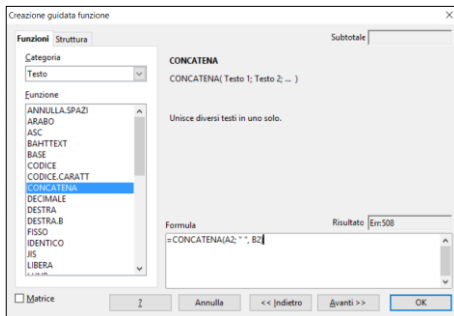 Creazione guidata funzione
Funzioni Struttura
Subtotale
Categoria
Testo
CONCATENA
CONCATENA( Testo 1; Testo 2; ... )
Funzione
ANNULLA.SPAZI
ARABO
ASC
BAHTTEXT
BASE
CODICE
CODICE.CARATT
CONCATENA
DECIMALE
DESTRA
DESTRA.B
FISSO
IDENTICO
JIS
LIBERA
Unisce diversi testi in uno solo.
Formula
Risultato Err:508
=CONCATENA(A2; " ", B2)
Matrice
? Annulla << Indietro Avanti >> OK